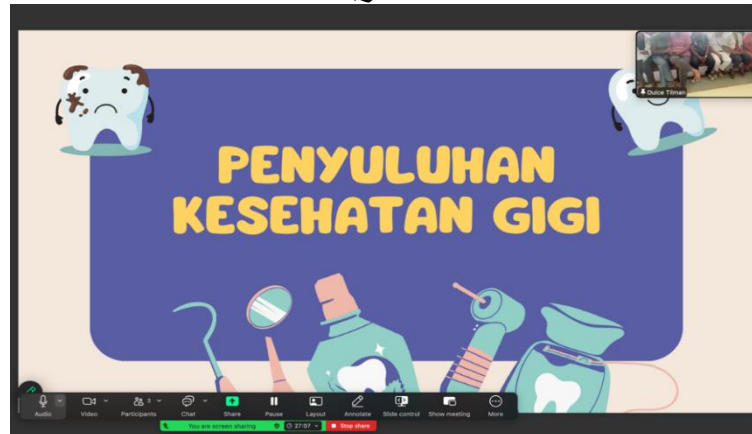 Dulce Tilman
PENYULUHAN
KESEHATAN GIGI
Audio
Video
Participants
3
Chat
Share
Pause
Layout
Annotate
Slide control
Show meeting
More
You are screen sharing
27:07
Stop share